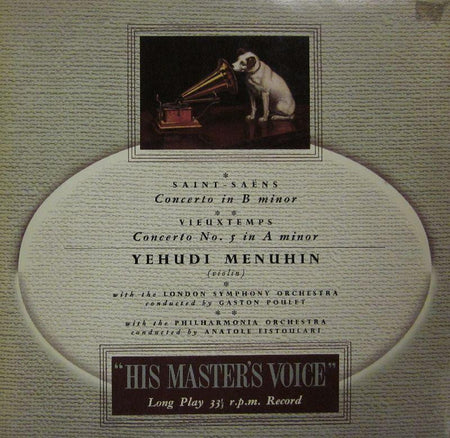 *
SAINT-SAËNS
Concerto in B minor
* *
VIEUXTEMPS
Concerto No. 5 in A minor
YEHUDI MENUHIN
(violin)
*
with the LONDON SYMPHONY ORCHESTRA
conducted by GASTON POULET
* *
with the PHILHARMONIA ORCHESTRA
conducted by ANATOLE FISTOULARI
"HIS MASTER'S VOICE"
Long Play 33⅓ r.p.m. Record